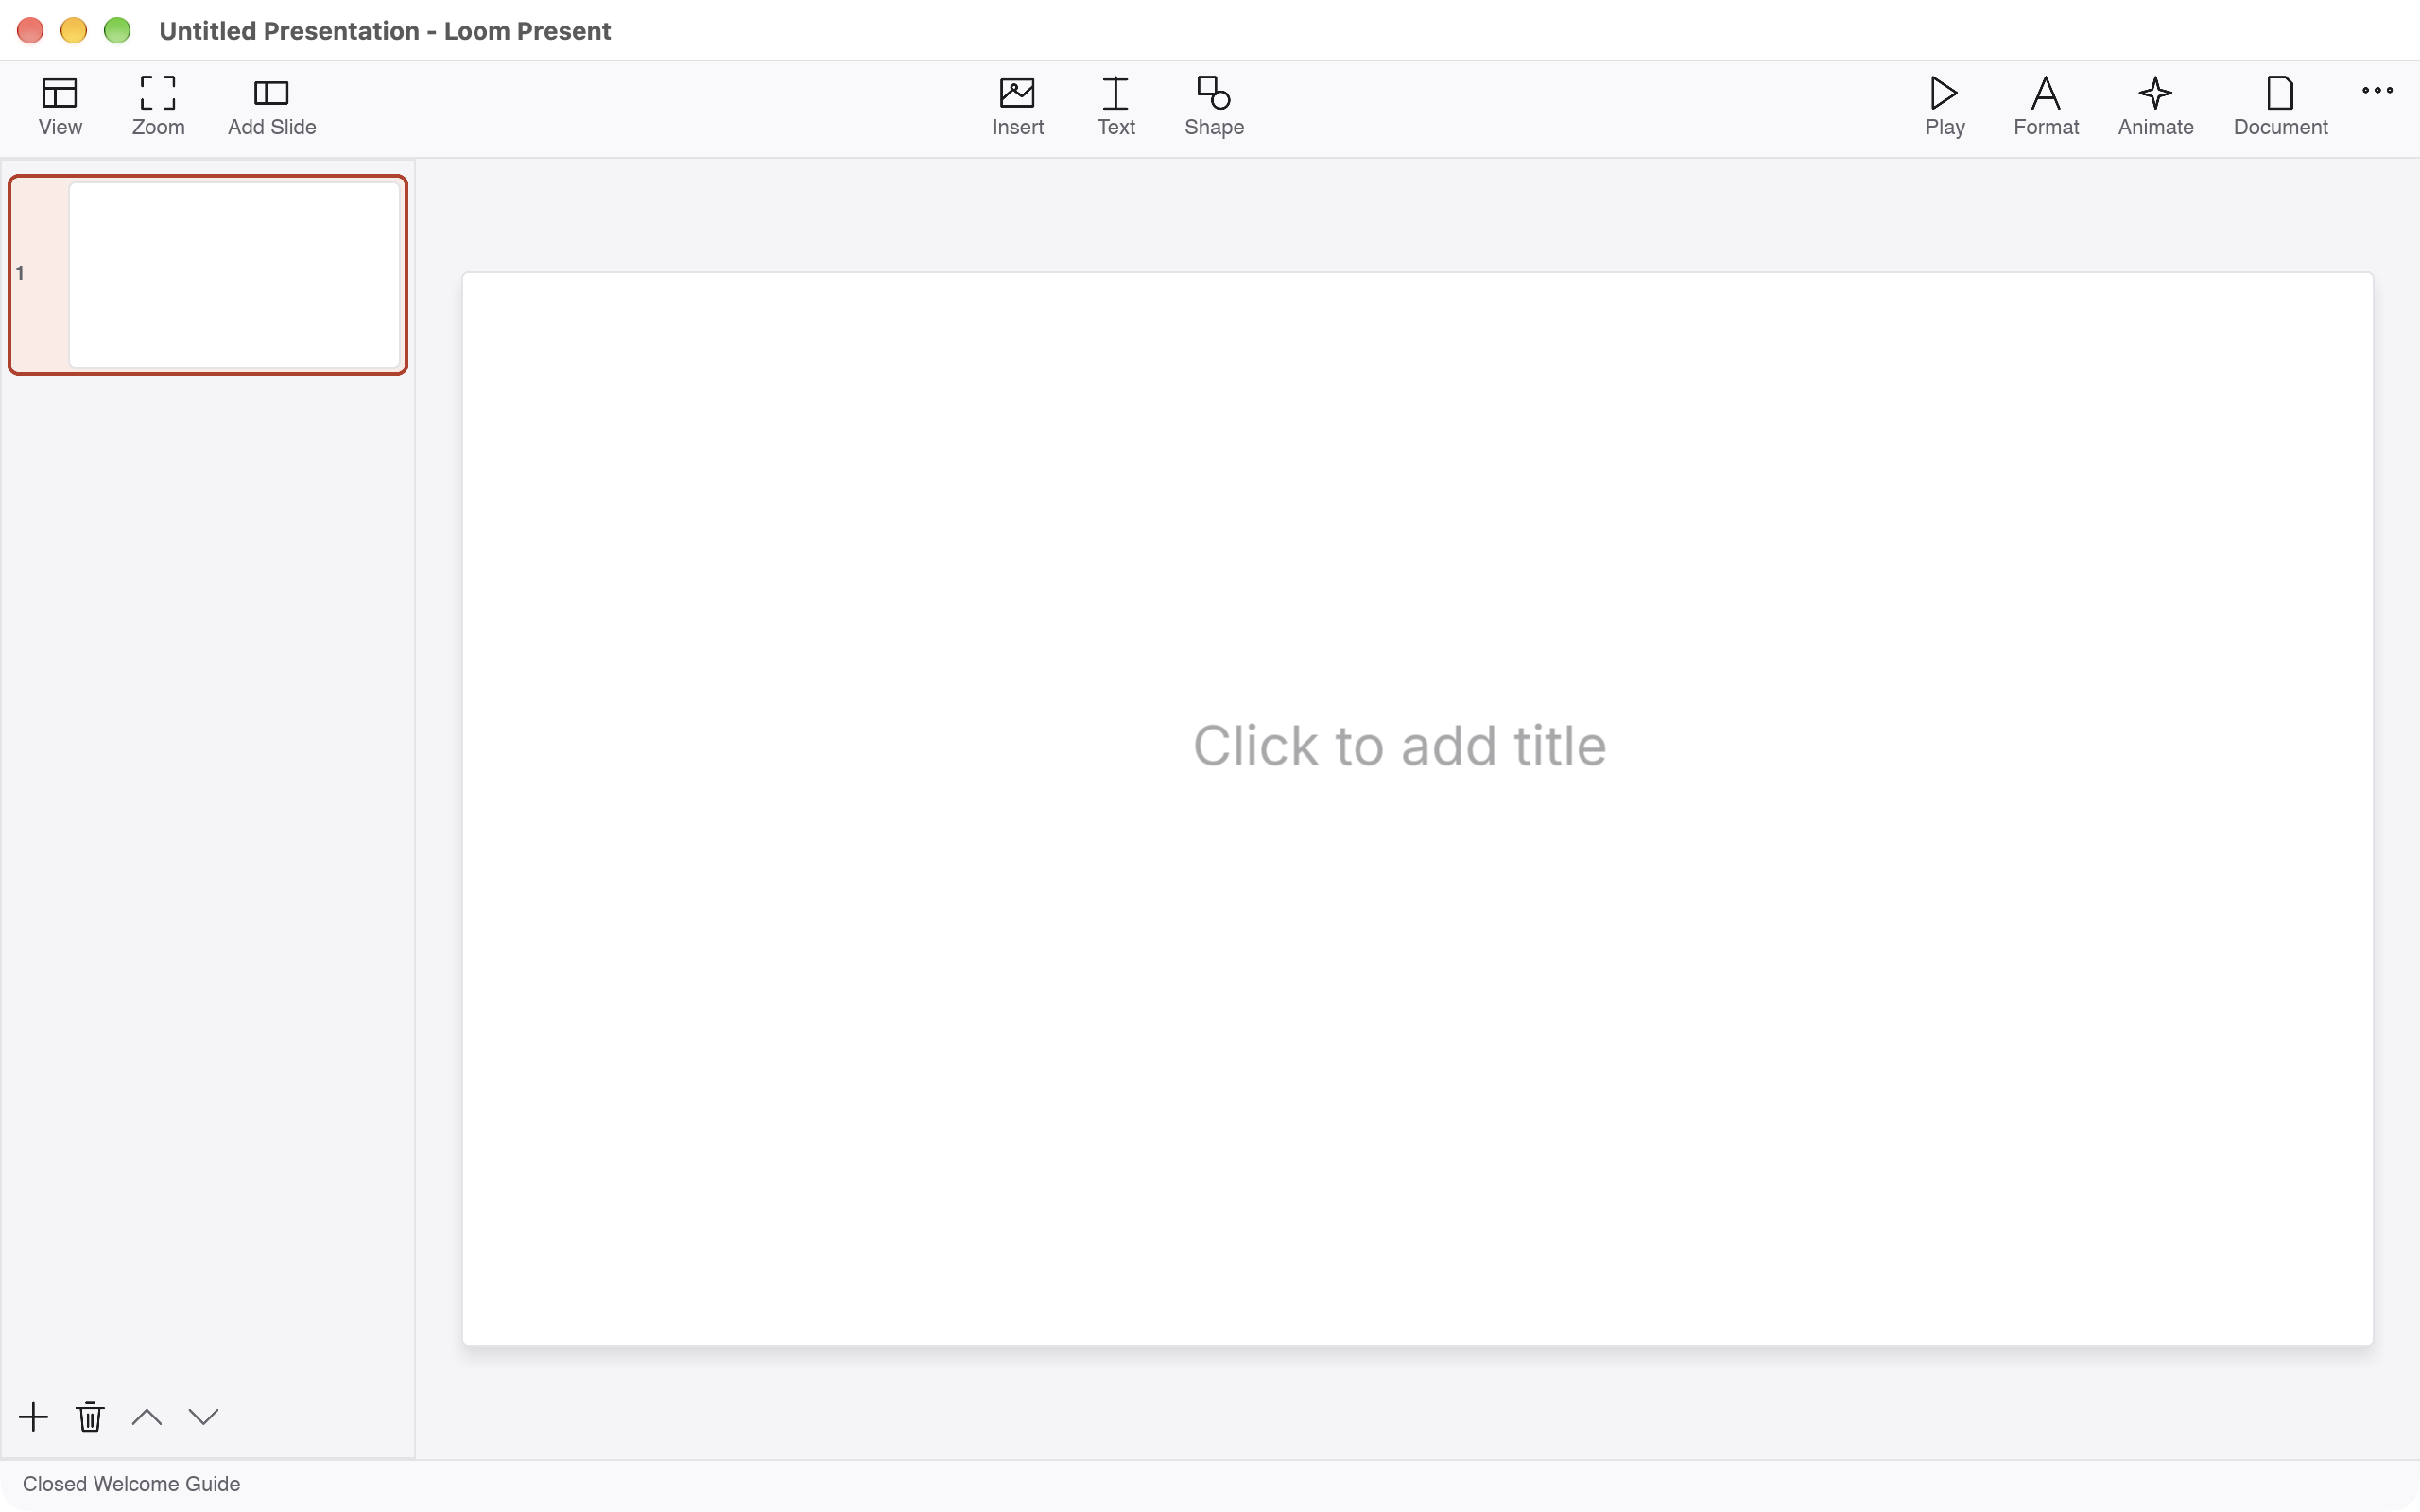 Untitled Presentation - Loom Present
View Zoom Add Slide Insert Text Shape Play Format Animate Document
1
Click to add title
Closed Welcome Guide